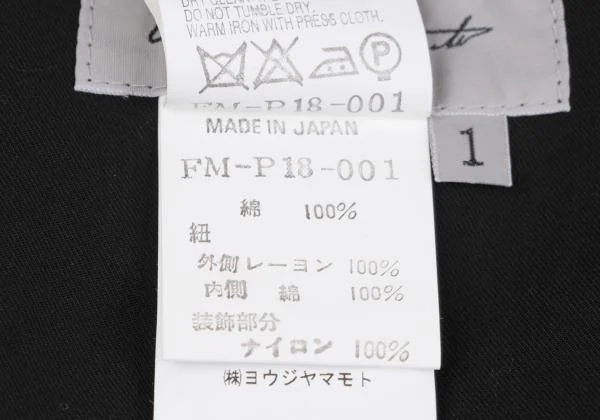 DRY CLEAN
DO NOT TUMBLE DRY.
WARM IRON WITH PRESS CLOTH.
P
FM-P18-001
MADE IN JAPAN
FM-P18-001
1
綿 100%
紐
外側 レーヨン 100%
内側 綿 100%
装飾部分
ナイロン 100%
㈱ヨウジヤマモト